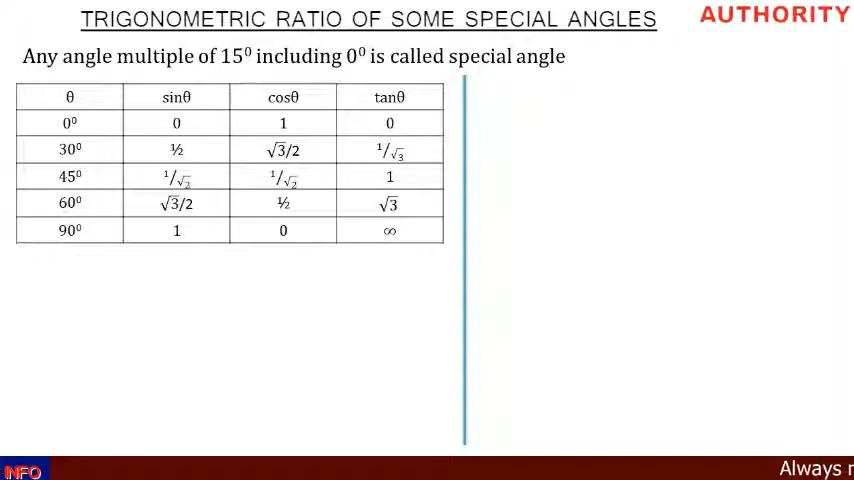 TRIGONOMETRIC RATIO OF SOME SPECIAL ANGLES
AUTHORITY
Any angle multiple of 15⁰ including 0⁰ is called special angle
θ sinθ cosθ tanθ
0⁰ 0 1 0
30⁰ ½ √3/2 ¹/√3
45⁰ ¹/√2 ¹/√2 1
60⁰ √3/2 ½ √3
90⁰ 1 0 ∞
INFO
Always